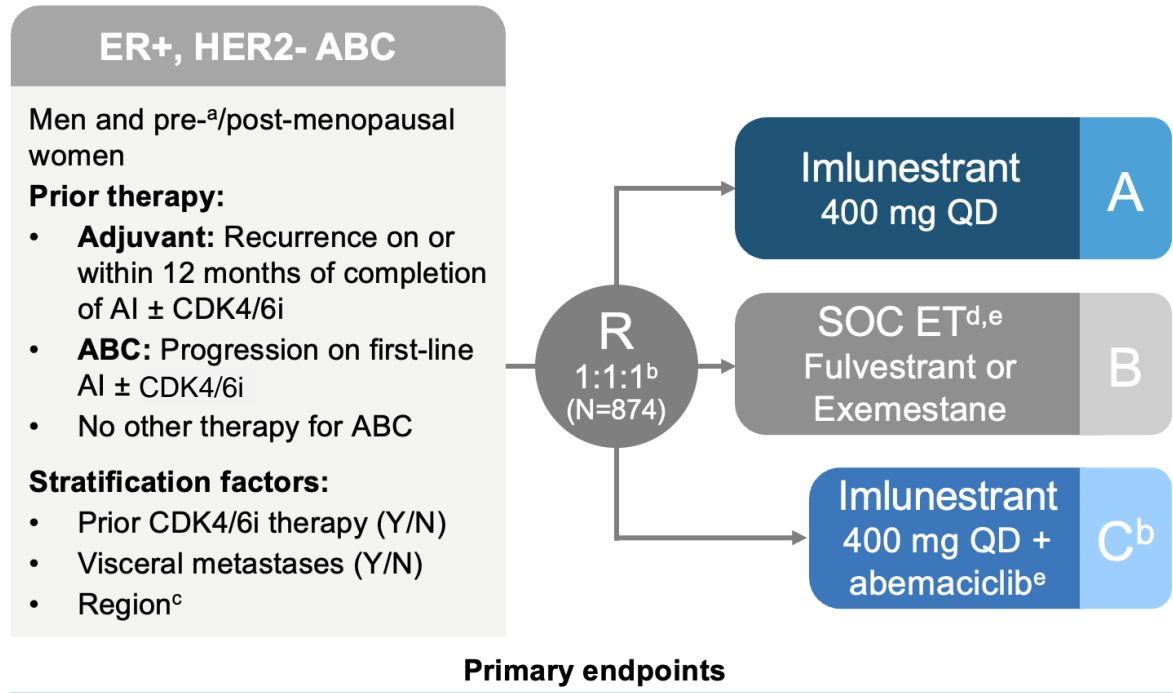 ER+, HER2- ABC
Men and pre-ᵃ/post-menopausal
women
Prior therapy:
• Adjuvant: Recurrence on or
within 12 months of completion
of AI ± CDK4/6i
• ABC: Progression on first-line
AI ± CDK4/6i
• No other therapy for ABC
Stratification factors:
• Prior CDK4/6i therapy (Y/N)
• Visceral metastases (Y/N)
• Regionᶜ
R
1:1:1ᵇ
(N=874)
Imlunestrant
400 mg QD
A
SOC ETᵈ,ᵉ
Fulvestrant or
Exemestane
B
Imlunestrant
400 mg QD +
abemaciclibᵉ
Cᵇ
Primary endpoints